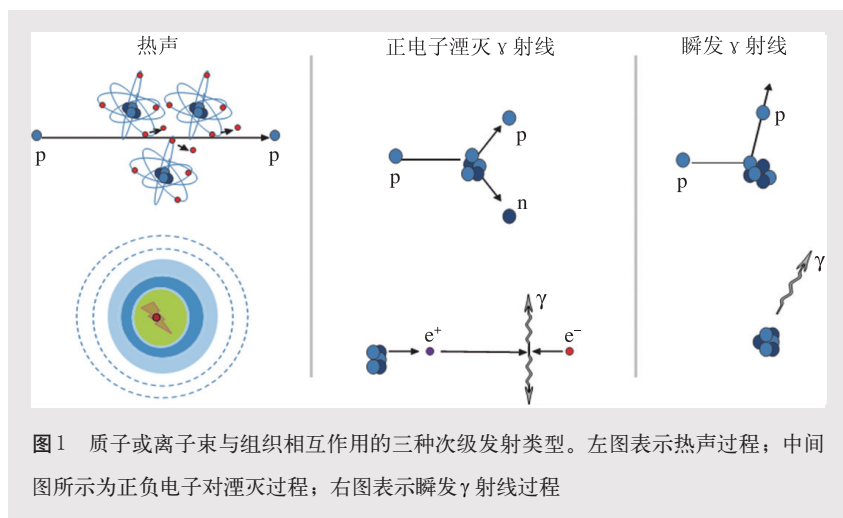 热声
正电子湮灭 γ 射线
瞬发 γ 射线
p
p
p
p
n
p
p
γ
e⁺
e⁻
γ
图1 质子或离子束与组织相互作用的三种次级发射类型。左图表示热声过程；中间
图所示为正负电子对湮灭过程；右图表示瞬发γ射线过程